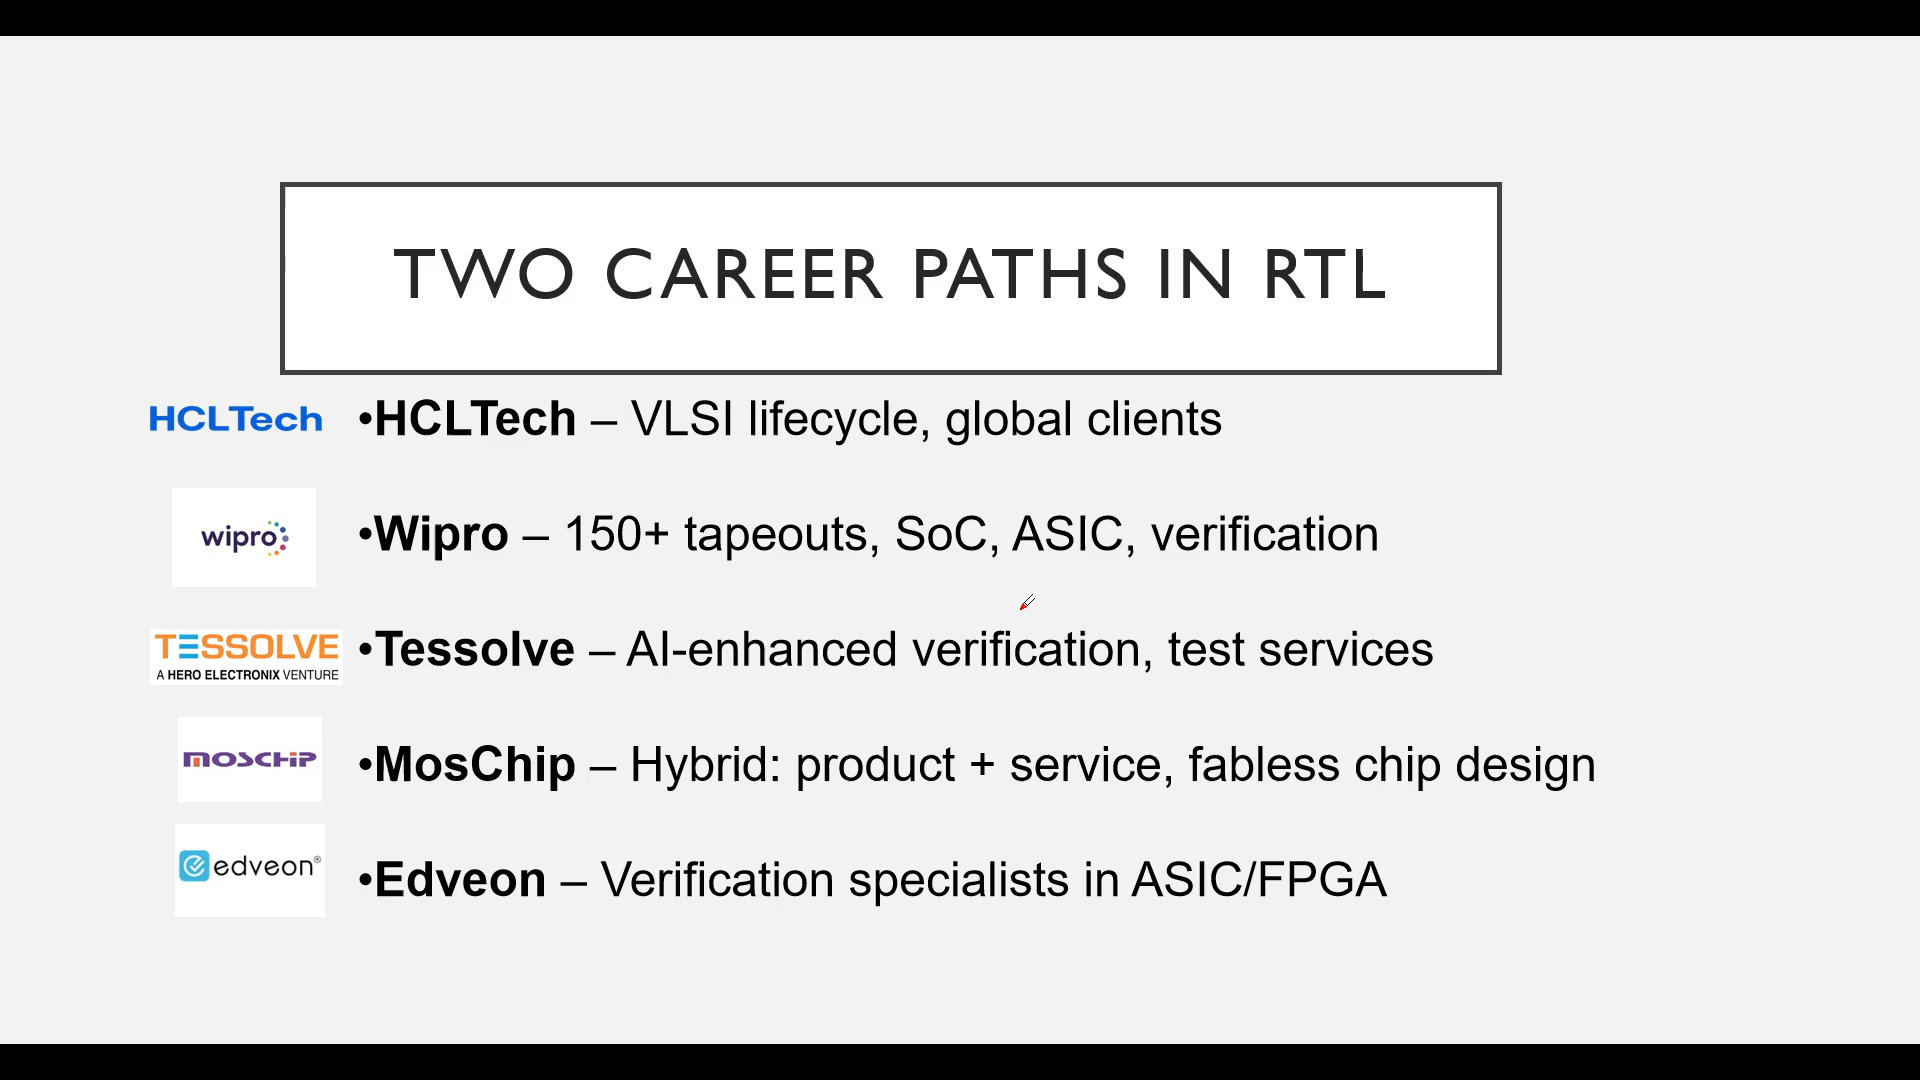 TWO CAREER PATHS IN RTL
HCLTech
•HCLTech – VLSI lifecycle, global clients
wipro
•Wipro – 150+ tapeouts, SoC, ASIC, verification
TESSOLVE
A HERO ELECTRONIX VENTURE
•Tessolve – AI-enhanced verification, test services
MOSCHIP
•MosChip – Hybrid: product + service, fabless chip design
edveon®
•Edveon – Verification specialists in ASIC/FPGA